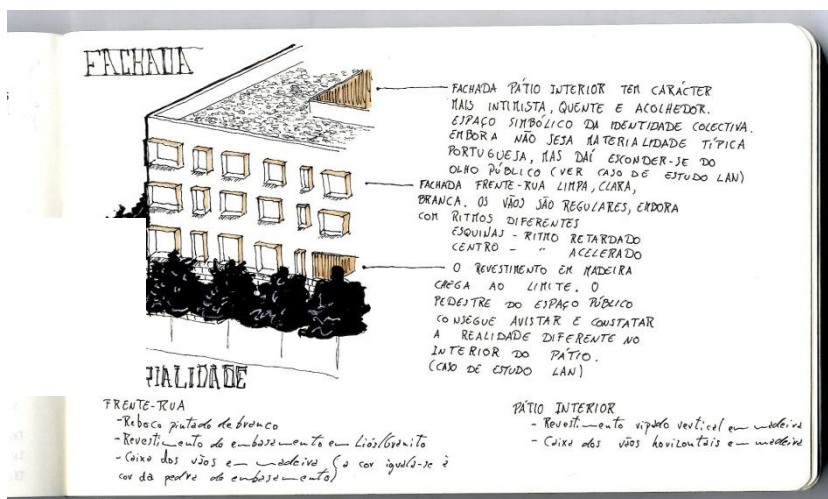 FACHADA
FACHADA PÁTIO INTERIOR TEM CARÁCTER
MAIS INTIMISTA, QUENTE E ACOLHEDOR.
ESPAÇO SIMBÓLICO DA IDENTIDADE COLECTIVA.
EMBORA NÃO SEJA MATERIALIDADE TÍPICA
PORTUGUESA, MAS DAÍ ESCONDER-SE DO
OLHO PÚBLICO (VER CASO DE ESTUDO LAN)
FACHADA FRENTE-RUA LIMPA, CLARA,
BRANCA. OS VÃOS SÃO REGULARES, EMBORA
COM RITMOS DIFERENTES
ESQUINAS - RITMO RETARDADO
CENTRO - " ACELERADO
O REVESTIMENTO EM MADEIRA
CHEGA AO LIMITE. O
PEDESTRE DO ESPAÇO PÚBLICO
CONSEGUE AVISTAR E CONSTATAR
A REALIDADE DIFERENTE NO
INTERIOR DO PÁTIO.
(CASO DE ESTUDO LAN)
RIALIDADE
FRENTE-RUA
- Reboco pintado de branco
- Revestimento do embasamento em Liós/Granito
- Caixa dos vãos em madeira (a cor iguala-se à
cor da pedra do embasamento)
PÁTIO INTERIOR
- Revestimento ripado vertical em madeira
- Caixa dos vãos horizontais em madeira